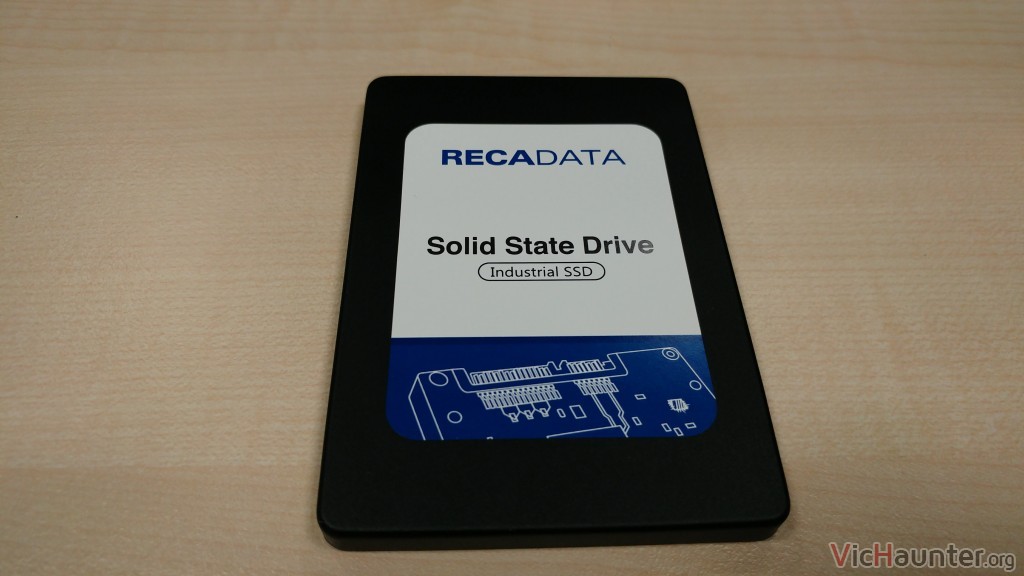 RECADATA
Solid State Drive
Industrial SSD
VicHaunter.org